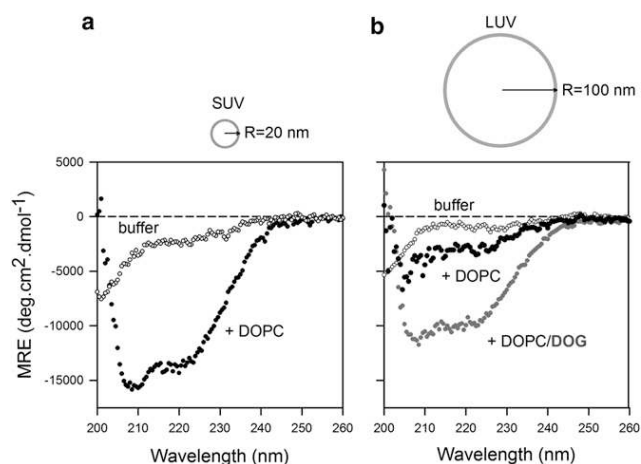 a
SUV
R=20 nm
MRE (deg.cm².dmol⁻¹)
5000
0
-5000
-10000
-15000
buffer
+ DOPC
200 210 220 230 240 250 260
Wavelength (nm)
b
LUV
R=100 nm
buffer
+ DOPC
+ DOPC/DOG
200 210 220 230 240 250 260
Wavelength (nm)